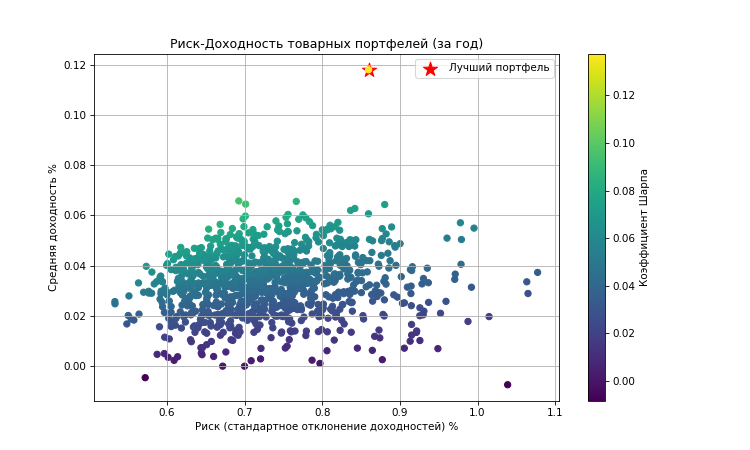 Риск-Доходность товарных портфелей (за год)
Лучший портфель
Средняя доходность %
0.12
0.10
0.08
0.06
0.04
0.02
0.00
0.6 0.7 0.8 0.9 1.0 1.1
Риск (стандартное отклонение доходностей) %
0.12
0.10
0.08
0.06
0.04
0.02
0.00
Коэффициент Шарпа